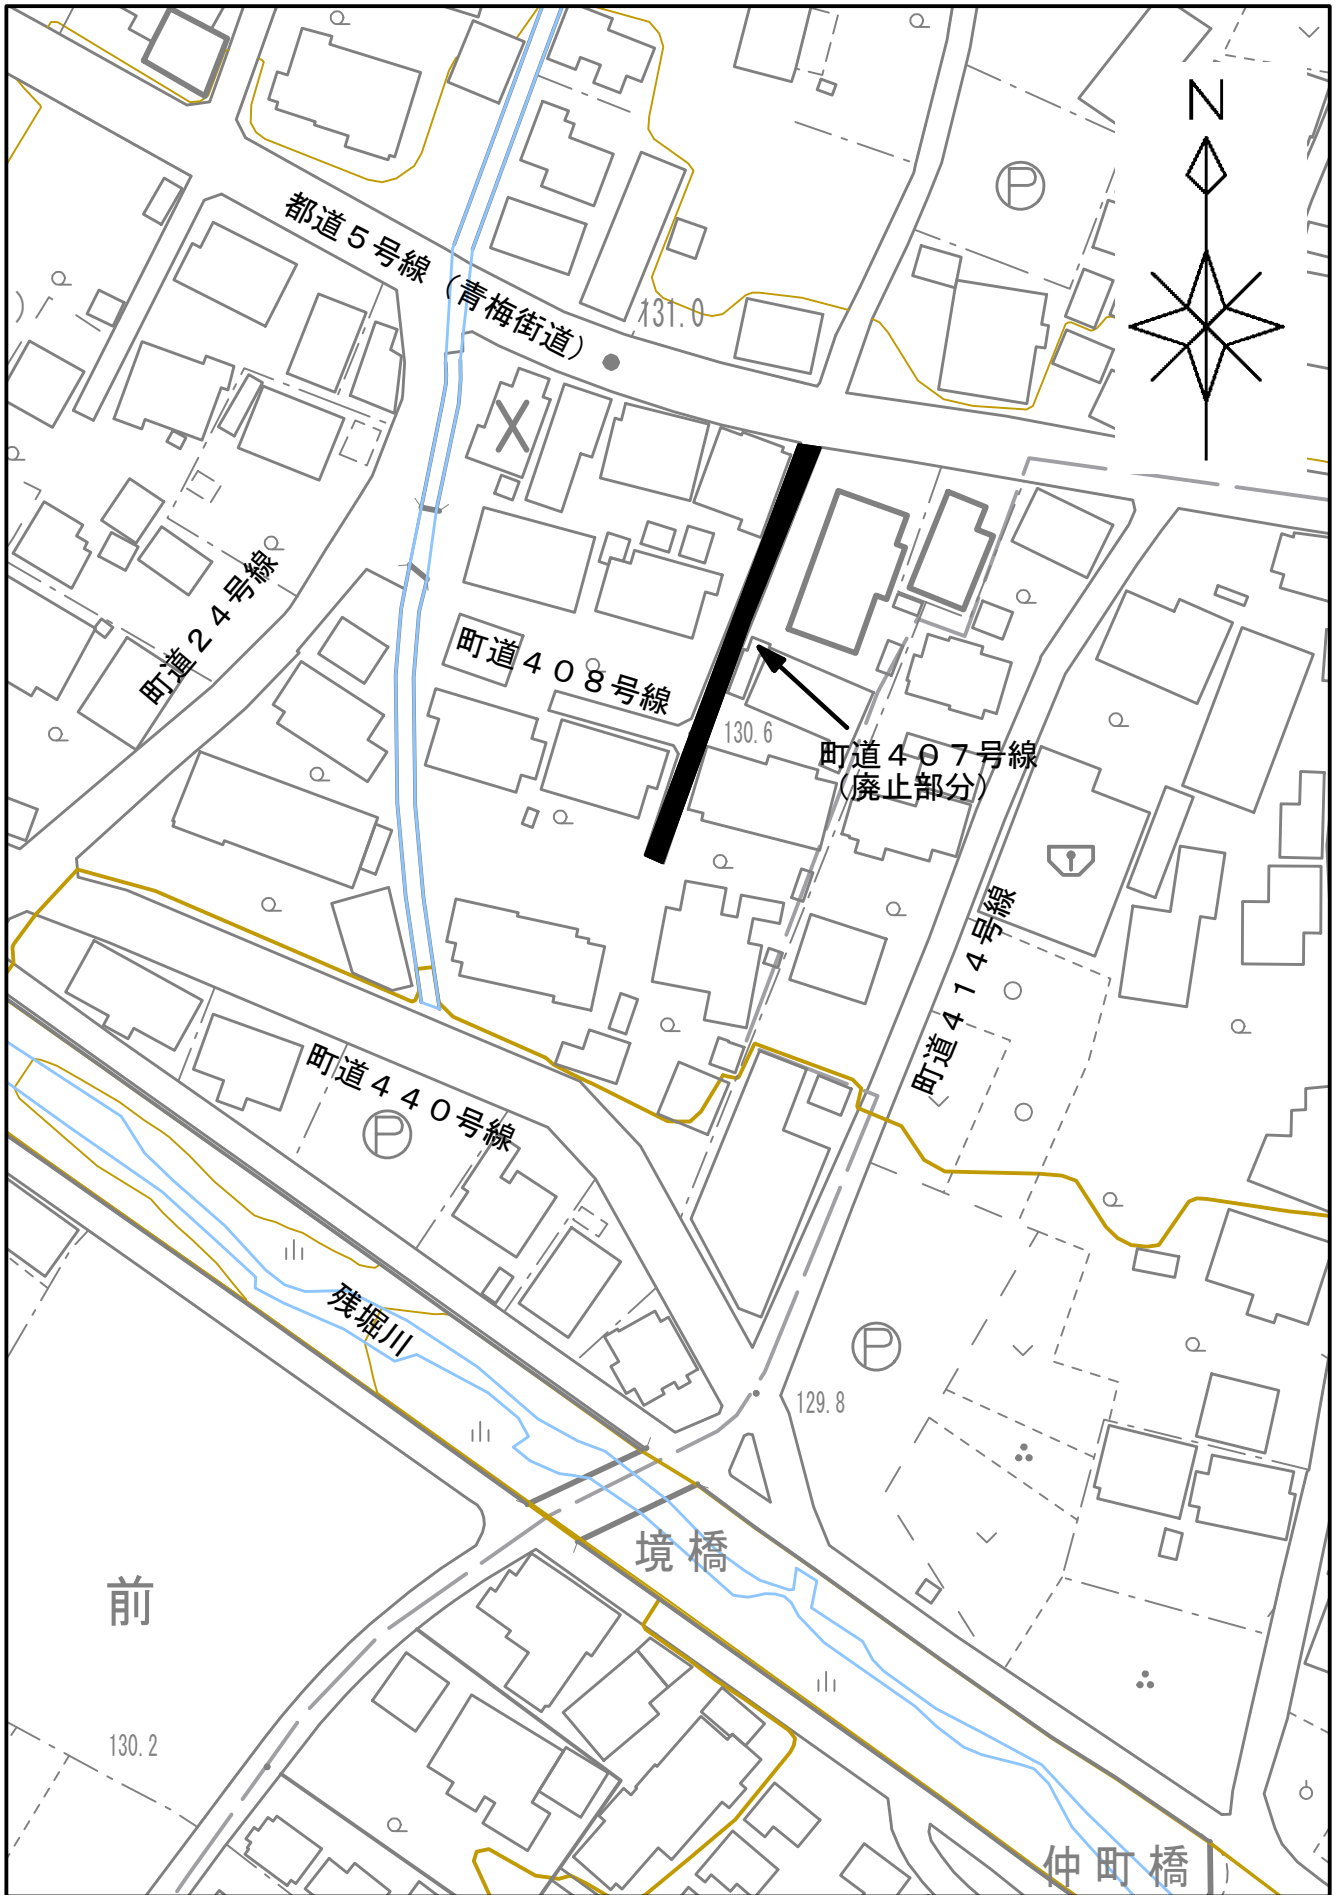 N
都道５号線（青梅街道）
131.0
P
X
町道２４号線
町道４０８号線
130.6
町道４０７号線
（廃止部分）
町道４１４号線
町道４４０号線
P
残堀川
P
129.8
境橋
前
130.2
仲町橋